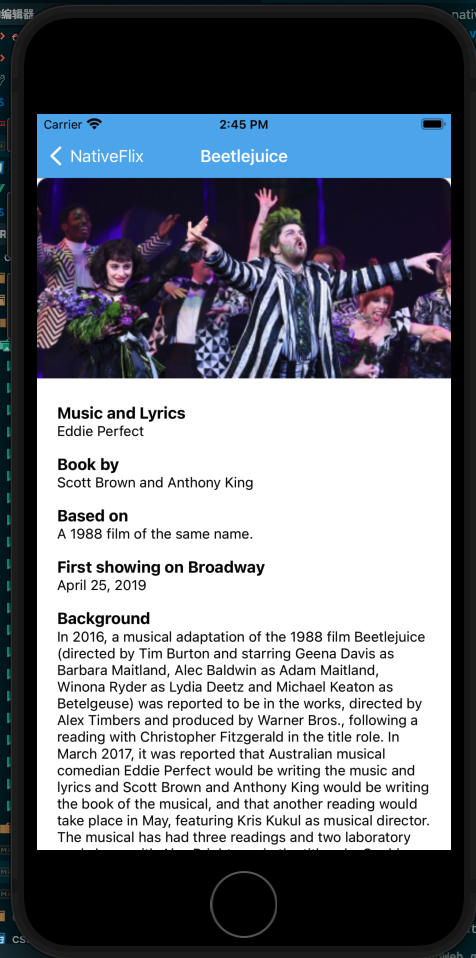 编辑器
nati
Carrier 2:45 PM
NativeFlix Beetlejuice
Music and Lyrics
Eddie Perfect
Book by
Scott Brown and Anthony King
Based on
A 1988 film of the same name.
First showing on Broadway
April 25, 2019
Background
In 2016, a musical adaptation of the 1988 film Beetlejuice
(directed by Tim Burton and starring Geena Davis as
Barbara Maitland, Alec Baldwin as Adam Maitland,
Winona Ryder as Lydia Deetz and Michael Keaton as
Betelgeuse) was reported to be in the works, directed by
Alex Timbers and produced by Warner Bros., following a
reading with Christopher Fitzgerald in the title role. In
March 2017, it was reported that Australian musical
comedian Eddie Perfect would be writing the music and
lyrics and Scott Brown and Anthony King would be writing
the book of the musical, and that another reading would
take place in May, featuring Kris Kukul as musical director.
The musical has had three readings and two laboratory